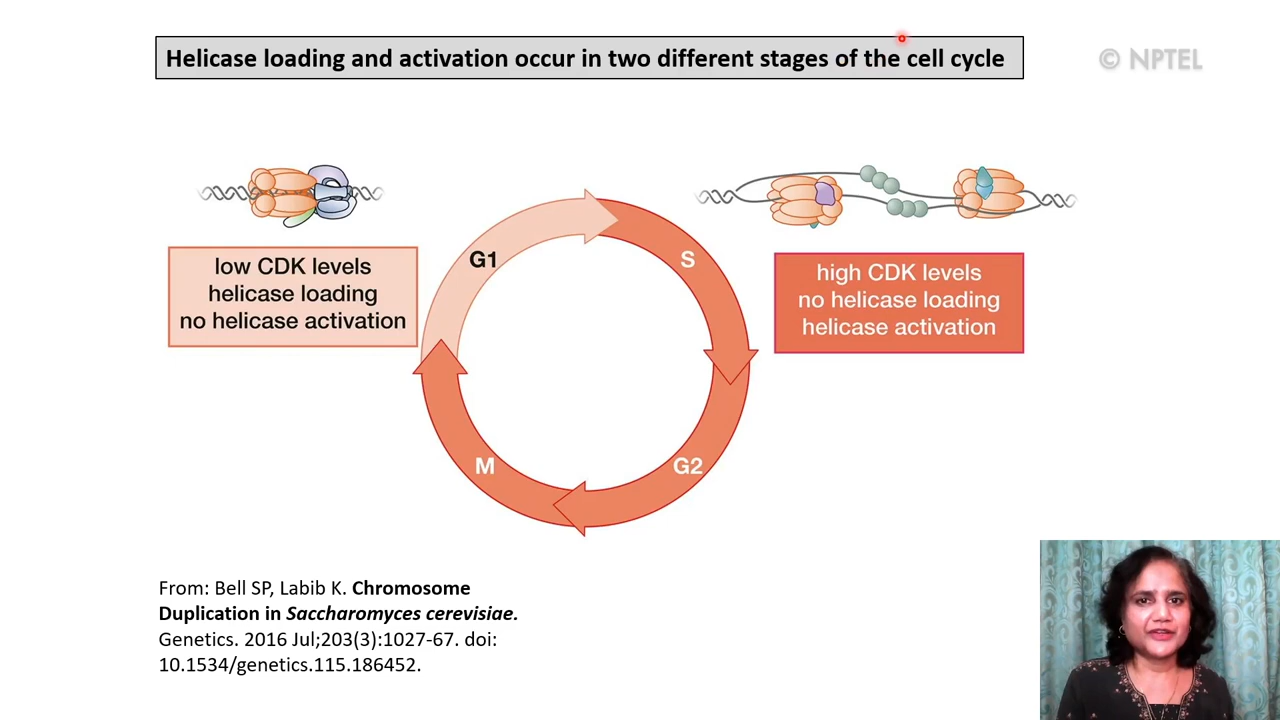 Helicase loading and activation occur in two different stages of the cell cycle
© NPTEL
low CDK levels
helicase loading
no helicase activation
G1
S
high CDK levels
no helicase loading
helicase activation
M
G2
From: Bell SP, Labib K. Chromosome
Duplication in Saccharomyces cerevisiae.
Genetics. 2016 Jul;203(3):1027-67. doi:
10.1534/genetics.115.186452.